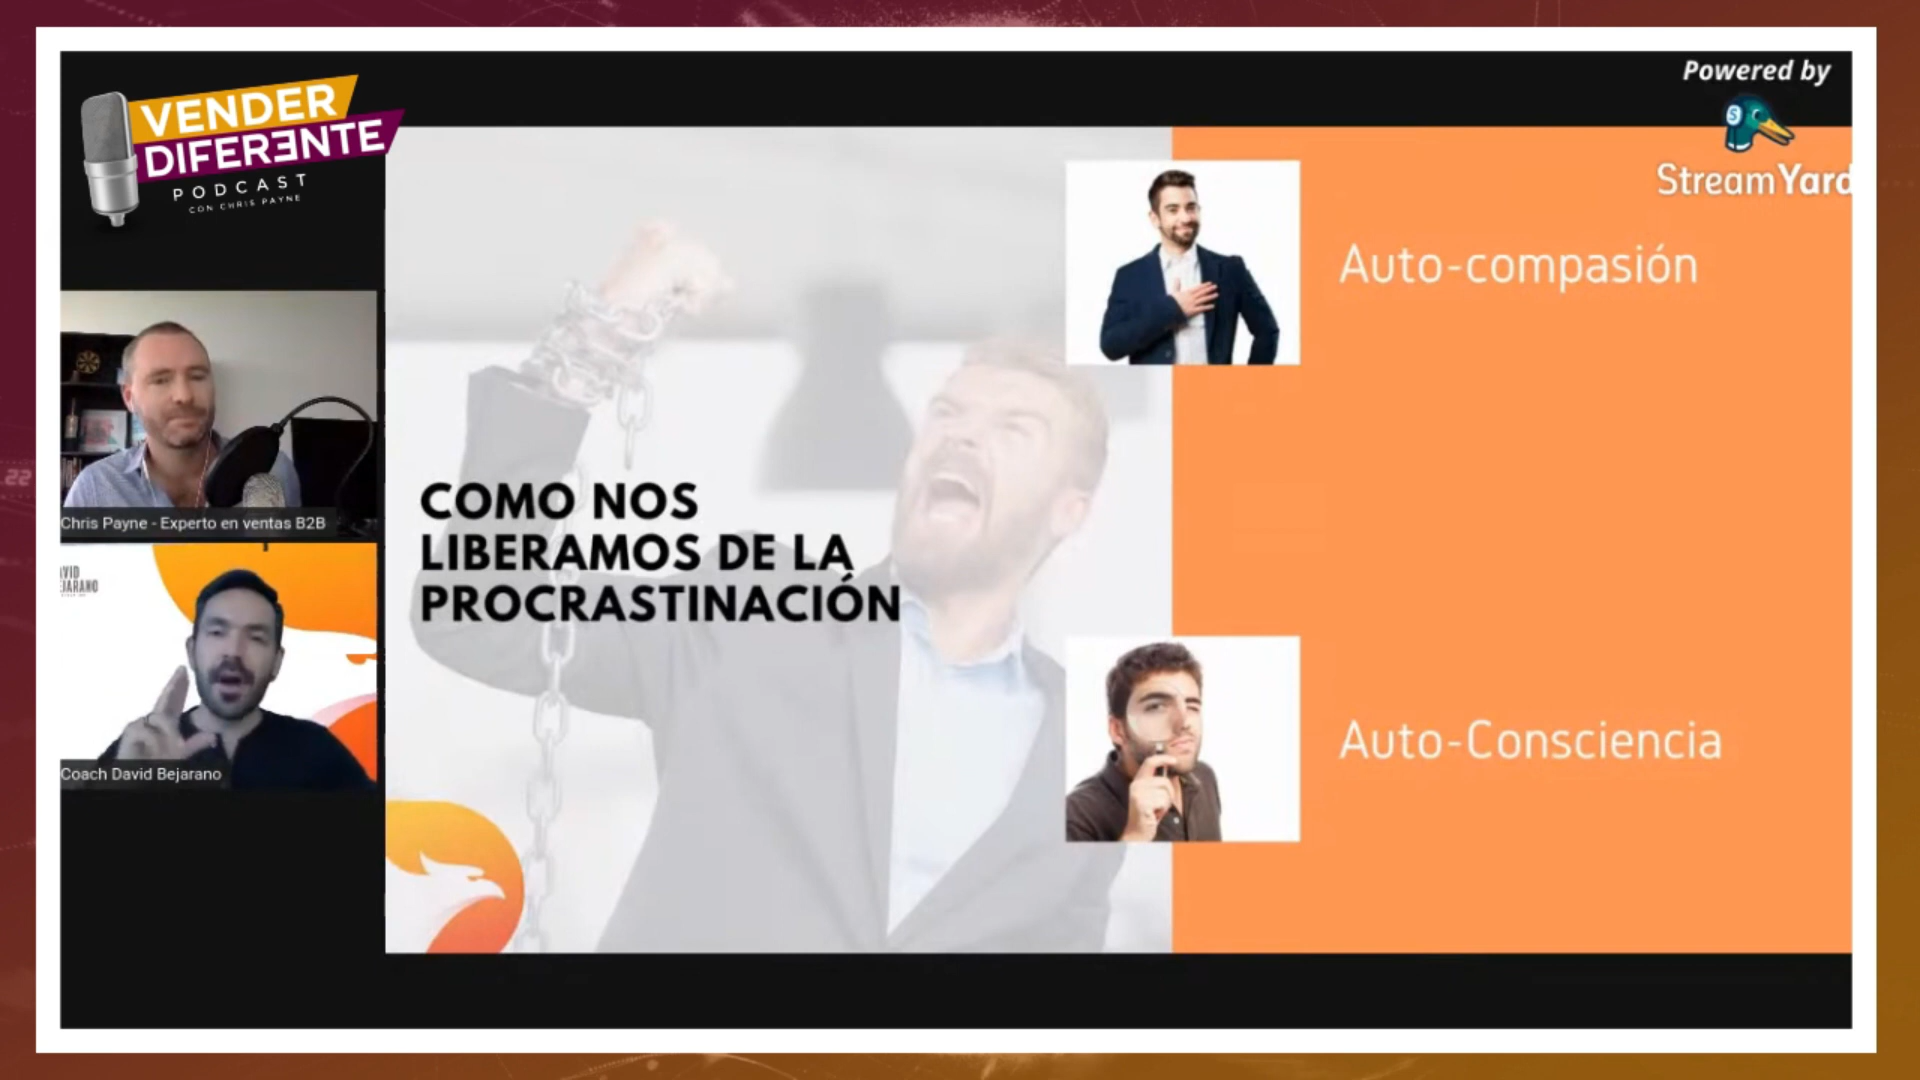 VENDER
DIFERƎNTE
PODCAST
CON CHRIS PAYNE
Powered by
StreamYard
Chris Payne - Experto en ventas B2B
Coach David Bejarano
COMO NOS
LIBERAMOS DE LA
PROCRASTINACIÓN
Auto-compasión
Auto-Consciencia